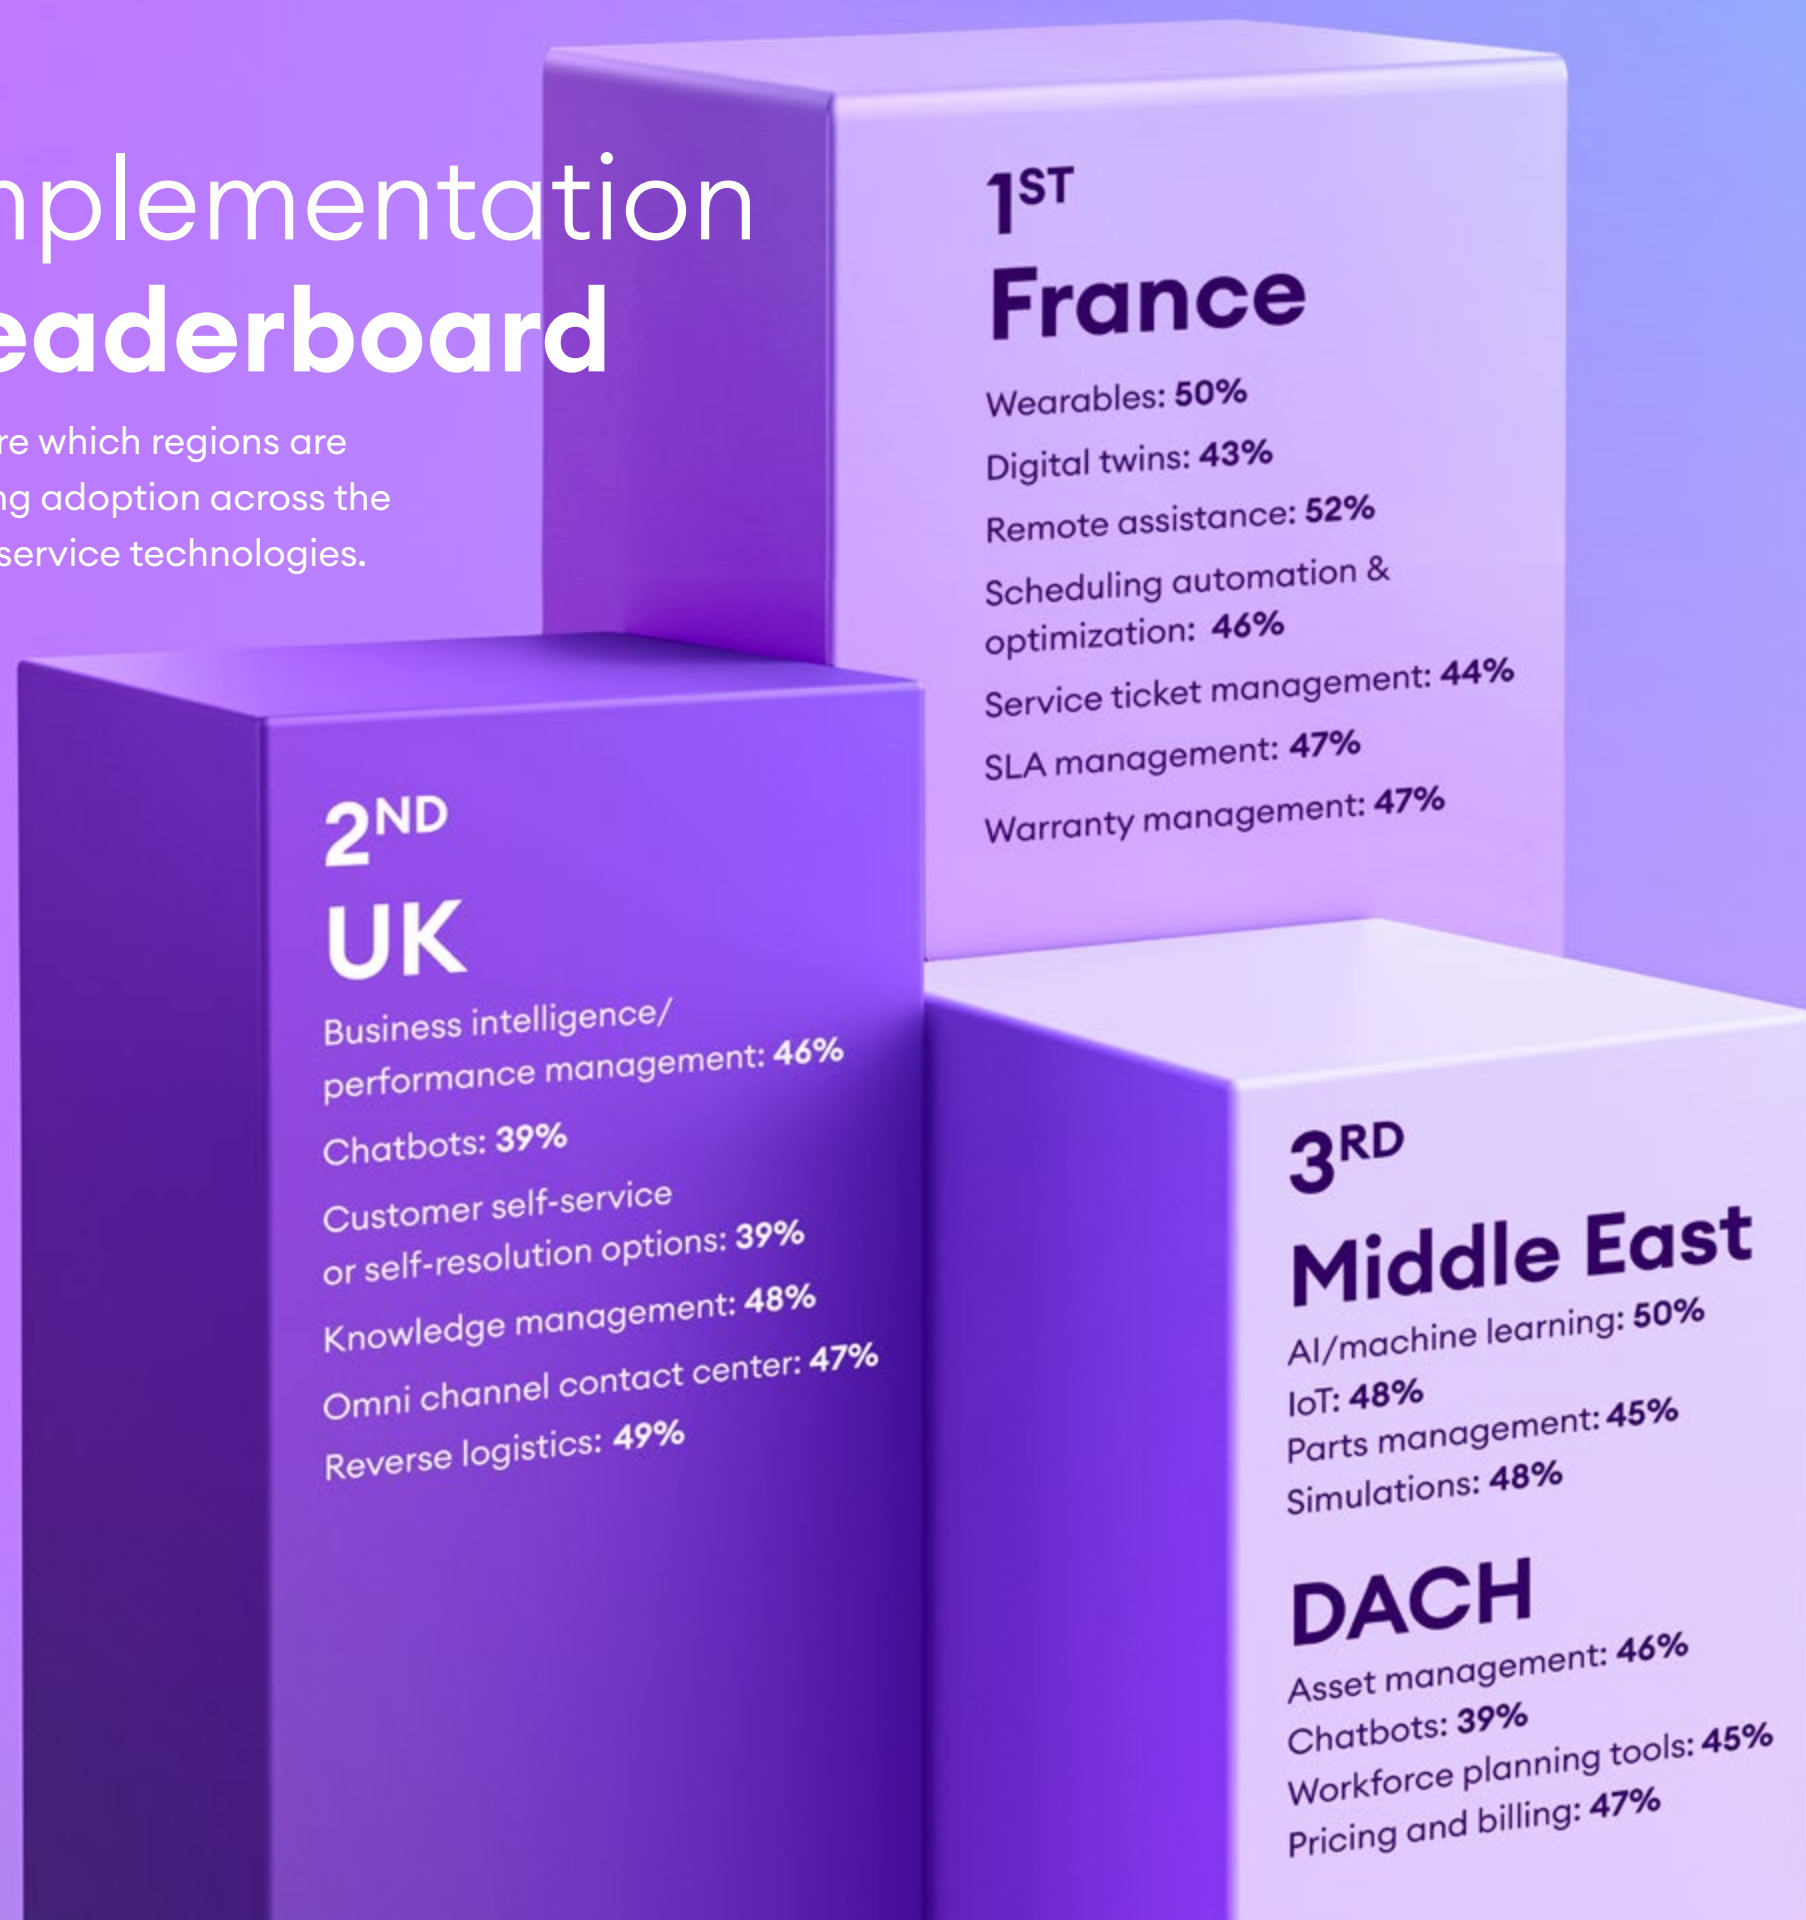 nplementation
eaderboard
re which regions are
ng adoption across the
service technologies.
1ST
France
Wearables: 50%
Digital twins: 43%
Remote assistance: 52%
Scheduling automation &
optimization: 46%
Service ticket management: 44%
SLA management: 47%
Warranty management: 47%
2ND
UK
Business intelligence/
performance management: 46%
Chatbots: 39%
Customer self-service
or self-resolution options: 39%
Knowledge management: 48%
Omni channel contact center: 47%
Reverse logistics: 49%
3RD
Middle East
AI/machine learning: 50%
IoT: 48%
Parts management: 45%
Simulations: 48%
DACH
Asset management: 46%
Chatbots: 39%
Workforce planning tools: 45%
Pricing and billing: 47%